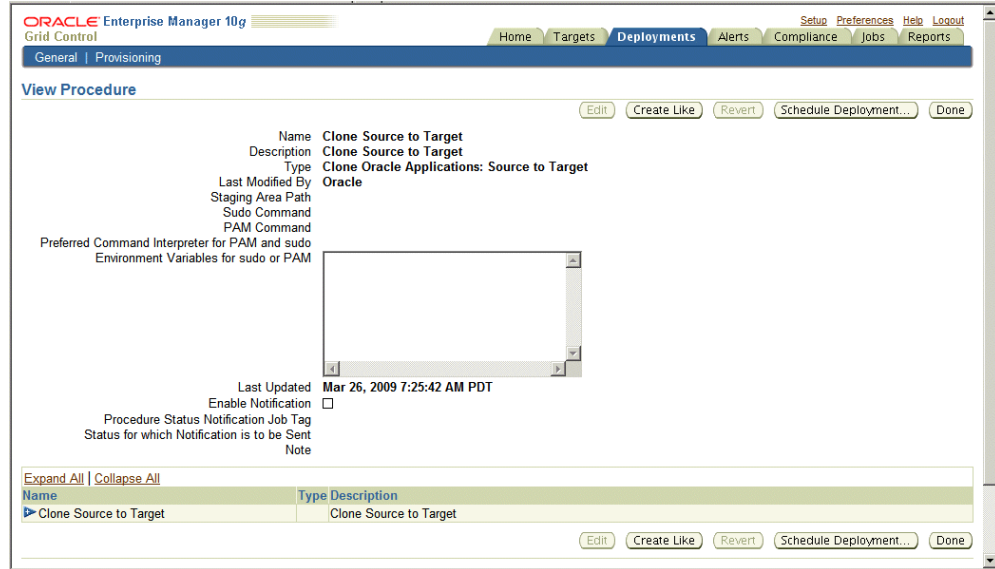 ORACLE Enterprise Manager 10g
Grid Control
Setup Preferences Help Logout
Home Targets Deployments Alerts Compliance Jobs Reports
General | Provisioning
View Procedure
Edit Create Like Revert Schedule Deployment... Done
Name Clone Source to Target
Description Clone Source to Target
Type Clone Oracle Applications: Source to Target
Last Modified By Oracle
Staging Area Path
Sudo Command
PAM Command
Preferred Command Interpreter for PAM and sudo
Environment Variables for sudo or PAM
Last Updated Mar 26, 2009 7:25:42 AM PDT
Enable Notification
Procedure Status Notification Job Tag
Status for which Notification is to be Sent
Note
Expand All | Collapse All
Name Type Description
Clone Source to Target Clone Source to Target
Edit Create Like Revert Schedule Deployment... Done